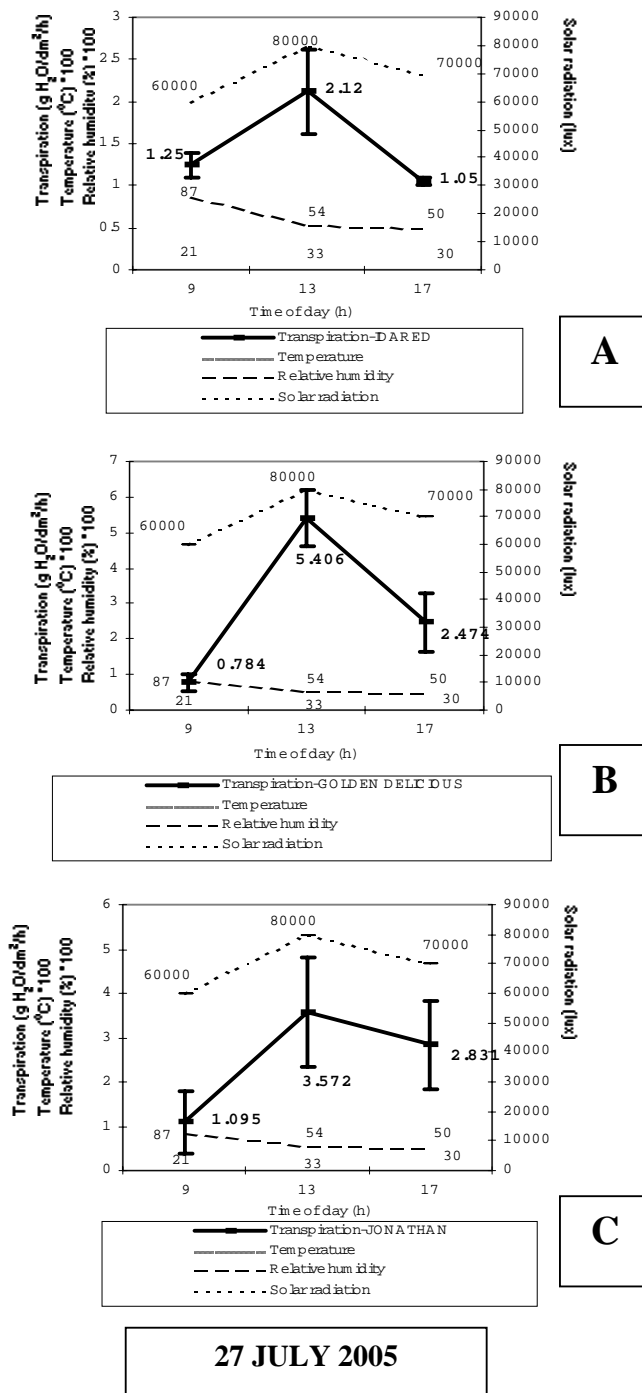 Transpiration (g H₂O/dm²/h)
Temperature (⁰C) *100
Relative humidity (%) *100
Solar radiation (lux)
3
2.5
2
1.5
1
0.5
0
90000
80000
70000
60000
50000
40000
30000
20000
10000
0
60000
80000
70000
1.25
2.12
1.05
87
54
50
21
33
30
9 13 17
Time of day (h)
Transpiration-IDARED
Temperature
Relative humidity
Solar radiation
A
Transpiration (g H₂O/dm²/h)
Temperature (⁰C) *100
Relative humidity (%) *100
Solar radiation (lux)
7
6
5
4
3
2
1
0
90000
80000
70000
60000
50000
40000
30000
20000
10000
0
60000
80000
70000
0.784
5.406
2.474
87
54
50
21
33
30
9 13 17
Time of day (h)
Transpiration-GOLDEN DELICIOUS
Temperature
Relative humidity
Solar radiation
B
Transpiration (g H₂O/dm²/h)
Temperature (⁰C) *100
Relative humidity (%) *100
Solar radiation (lux)
6
5
4
3
2
1
0
90000
80000
70000
60000
50000
40000
30000
20000
10000
0
60000
80000
70000
1.095
3.572
2.831
87
54
50
21
33
30
9 13 17
Time of day (h)
Transpiration-JONATHAN
Temperature
Relative humidity
Solar radiation
C
27 JULY 2005